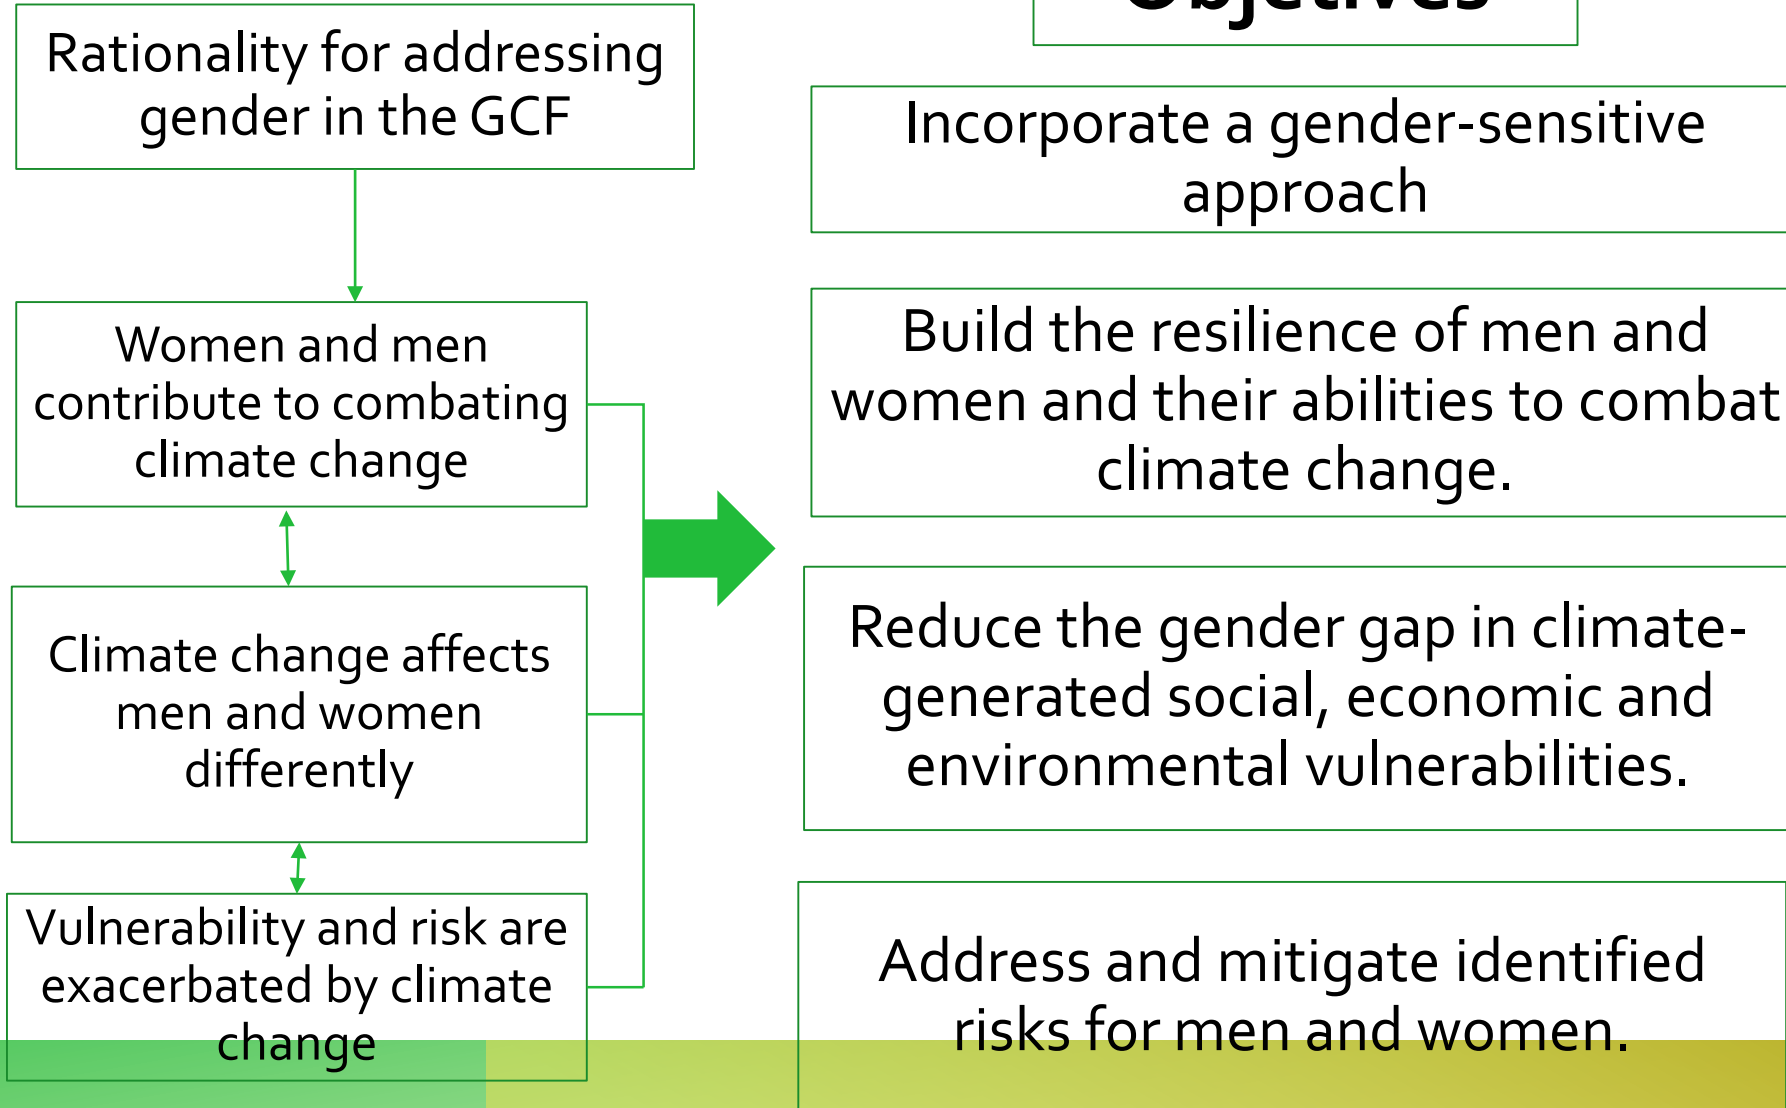 Rationality for addressing
gender in the GCF
Women and men
contribute to combating
climate change
Climate change affects
men and women
differently
Vulnerability and risk are
exacerbated by climate
change
Objetives
Incorporate a gender-sensitive
approach
Build the resilience of men and
women and their abilities to combat
climate change.
Reduce the gender gap in climate-
generated social, economic and
environmental vulnerabilities.
Address and mitigate identified
risks for men and women.